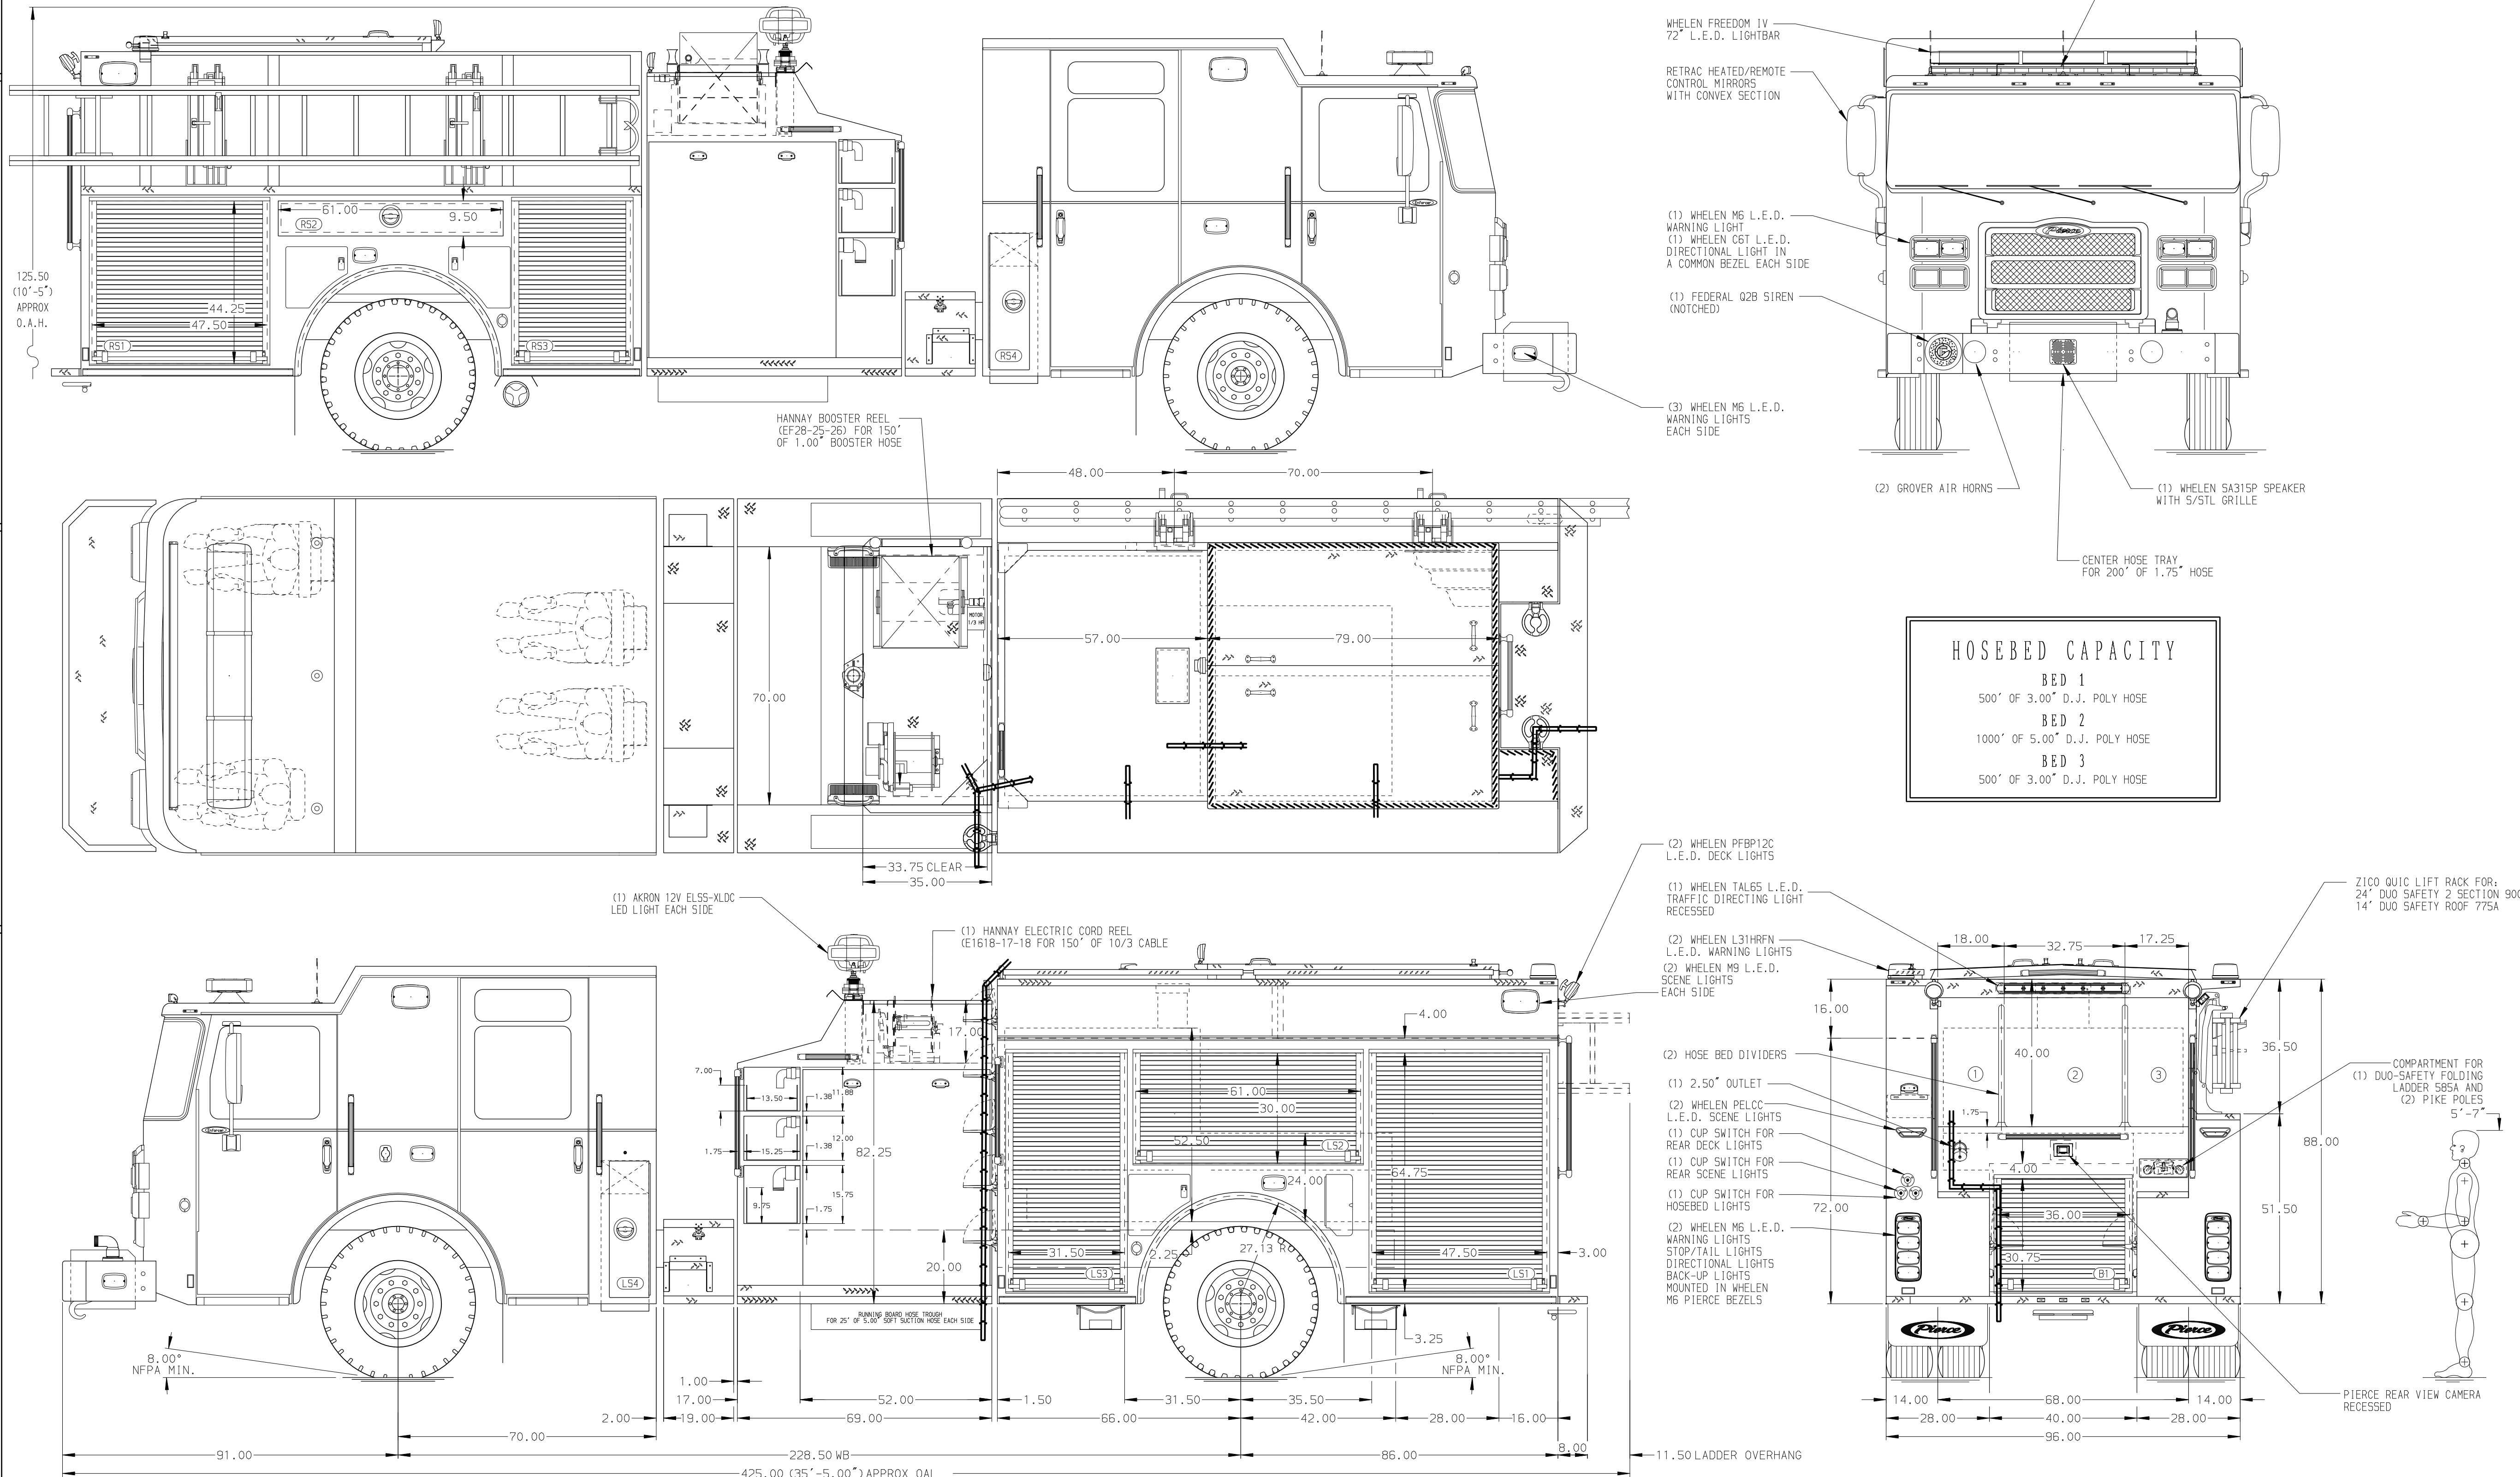 125.50
(10'-5")
APPROX
O.A.H.
61.00
RS2
9.50
44.25
47.50
RS1
RS3
RS4
Enforcer
WHELEN FREEDOM IV
72" L.E.D. LIGHTBAR
RETRAC HEATED/REMOTE
CONTROL MIRRORS
WITH CONVEX SECTION
(1) WHELEN M6 L.E.D.
WARNING LIGHT
(1) WHELEN C6T L.E.D.
DIRECTIONAL LIGHT IN
A COMMON BEZEL EACH SIDE
(1) FEDERAL Q2B SIREN
(NOTCHED)
(3) WHELEN M6 L.E.D.
WARNING LIGHTS
EACH SIDE
Pierce
(2) GROVER AIR HORNS
(1) WHELEN SA315P SPEAKER
WITH S/STL GRILLE
CENTER HOSE TRAY
FOR 200' OF 1.75" HOSE
HANNAY BOOSTER REEL
(EF28-25-26) FOR 150'
OF 1.00" BOOSTER HOSE
48.00
70.00
MOTOR
1/3 HP
57.00
79.00
70.00
33.75 CLEAR
35.00
HOSEBED CAPACITY
BED 1
500' OF 3.00" D.J. POLY HOSE
BED 2
1000' OF 5.00" D.J. POLY HOSE
BED 3
500' OF 3.00" D.J. POLY HOSE
(1) AKRON 12V ELSS-XLDC
LED LIGHT EACH SIDE
(1) HANNAY ELECTRIC CORD REEL
(E1618-17-18 FOR 150' OF 10/3 CABLE
(2) WHELEN PFBP12C
L.E.D. DECK LIGHTS
(1) WHELEN TAL65 L.E.D.
TRAFFIC DIRECTING LIGHT
RECESSED
(2) WHELEN L31HRFN
L.E.D. WARNING LIGHTS
(2) WHELEN M9 L.E.D.
SCENE LIGHTS
EACH SIDE
(2) HOSE BED DIVIDERS
(1) 2.50" OUTLET
(2) WHELEN PELCC
L.E.D. SCENE LIGHTS
(1) CUP SWITCH FOR
REAR DECK LIGHTS
(1) CUP SWITCH FOR
REAR SCENE LIGHTS
(1) CUP SWITCH FOR
HOSEBED LIGHTS
(2) WHELEN M6 L.E.D.
WARNING LIGHTS
STOP/TAIL LIGHTS
DIRECTIONAL LIGHTS
BACK-UP LIGHTS
MOUNTED IN WHELEN
M6 PIERCE BEZELS
ZICO QUIC LIFT RACK FOR:
24' DUO SAFETY 2 SECTION
14' DUO SAFETY ROOF 775A
COMPARTMENT FOR
(1) DUO-SAFETY FOLDING
LADDER 585A AND
(2) PIKE POLES
5'-7"
PIERCE REAR VIEW CAMERA
RECESSED
Enforcer
LS4
7.00
13.50
1.38
11.88
1.75
15.25
1.38
12.00
9.75
1.75
15.75
82.25
17.00
20.00
RUNNING BOARD HOSE TROUGH
FOR 25' OF 5.00" SOFT SUCTION HOSE EACH SIDE
4.00
61.00
30.00
52.50
LS2
24.00
64.75
31.50
LS3
2.25
27.13 R
47.50
LS1
3.00
3.25
8.00°
NFPA MIN.
8.00°
NFPA MIN.
1.00
17.00
52.00
1.50
31.50
35.50
2.00
19.00
69.00
66.00
42.00
28.00
16.00
70.00
8.00
91.00
228.50 WB
86.00
11.50 LADDER OVERHANG
425.00 (35'-5.00") APPROX OAL
18.00
32.75
17.25
16.00
40.00
36.50
1
2
3
1.75
4.00
88.00
72.00
36.00
51.50
30.75
B1
Pierce
Pierce
14.00
68.00
14.00
28.00
40.00
28.00
96.00